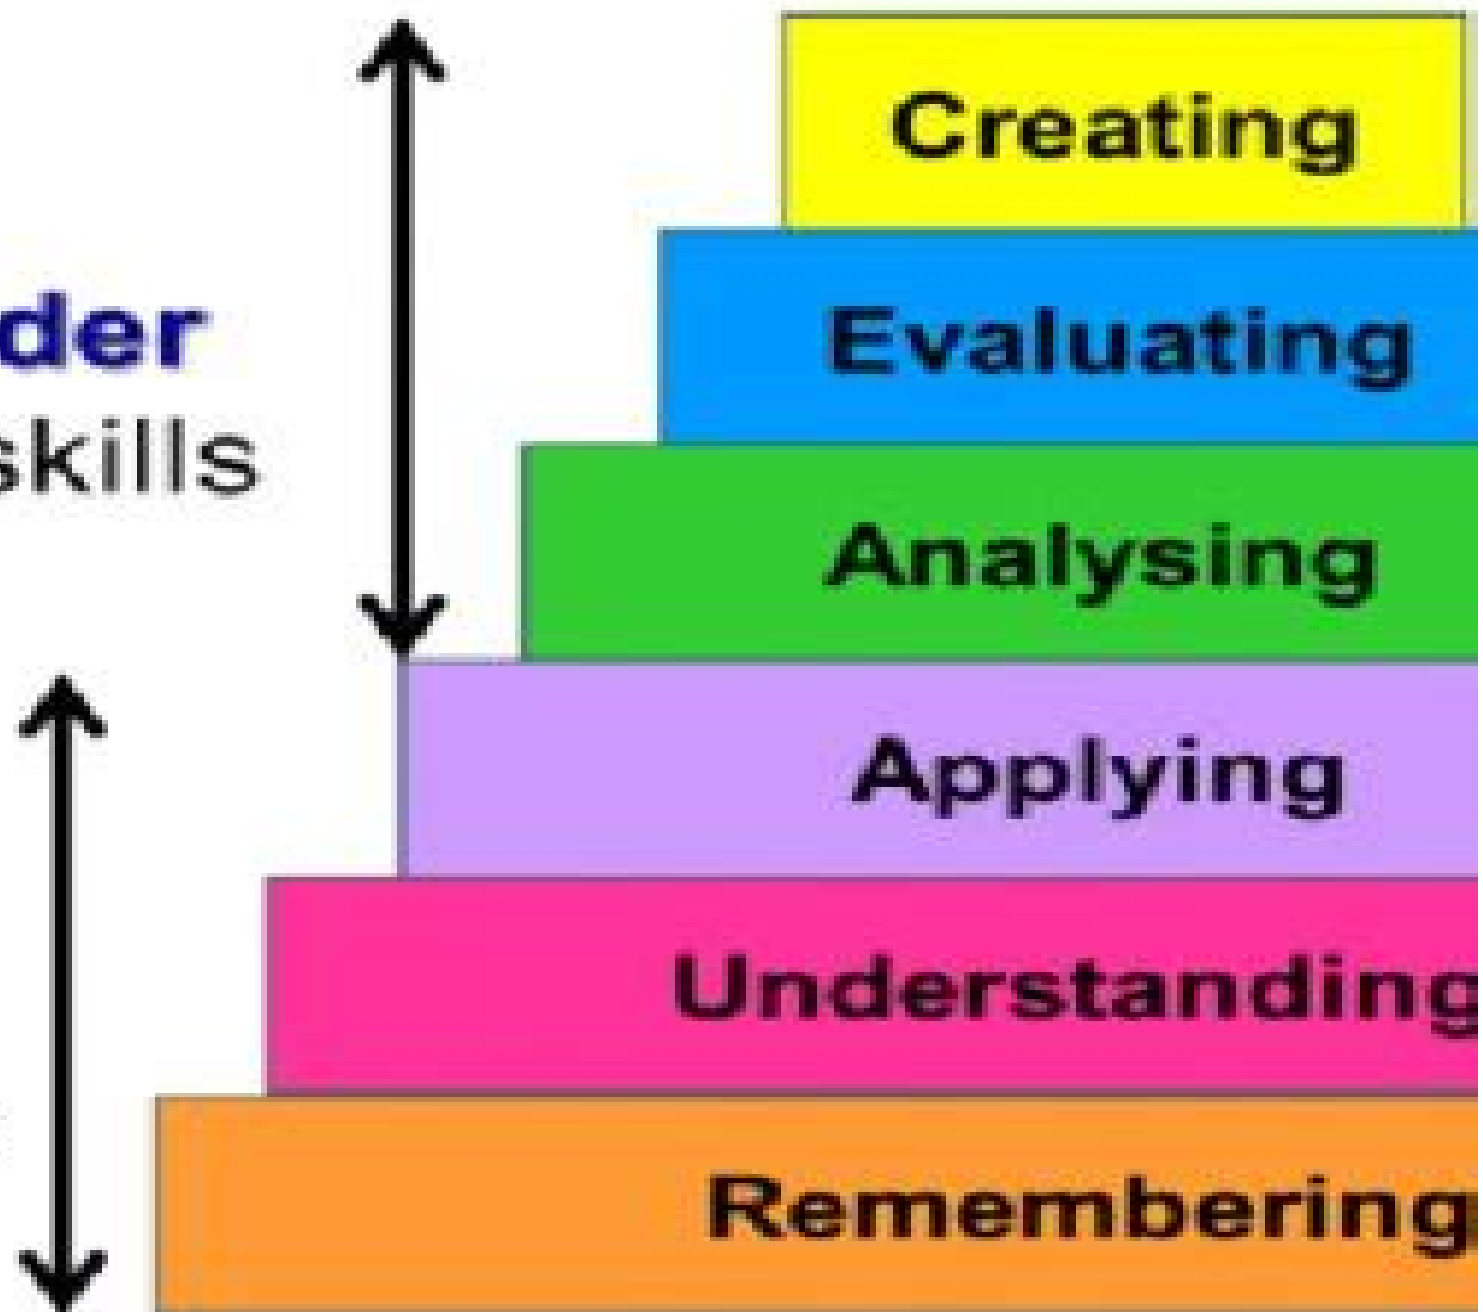 Creating
der
Evaluating
skills
Analysing
Applying
Understanding
Remembering